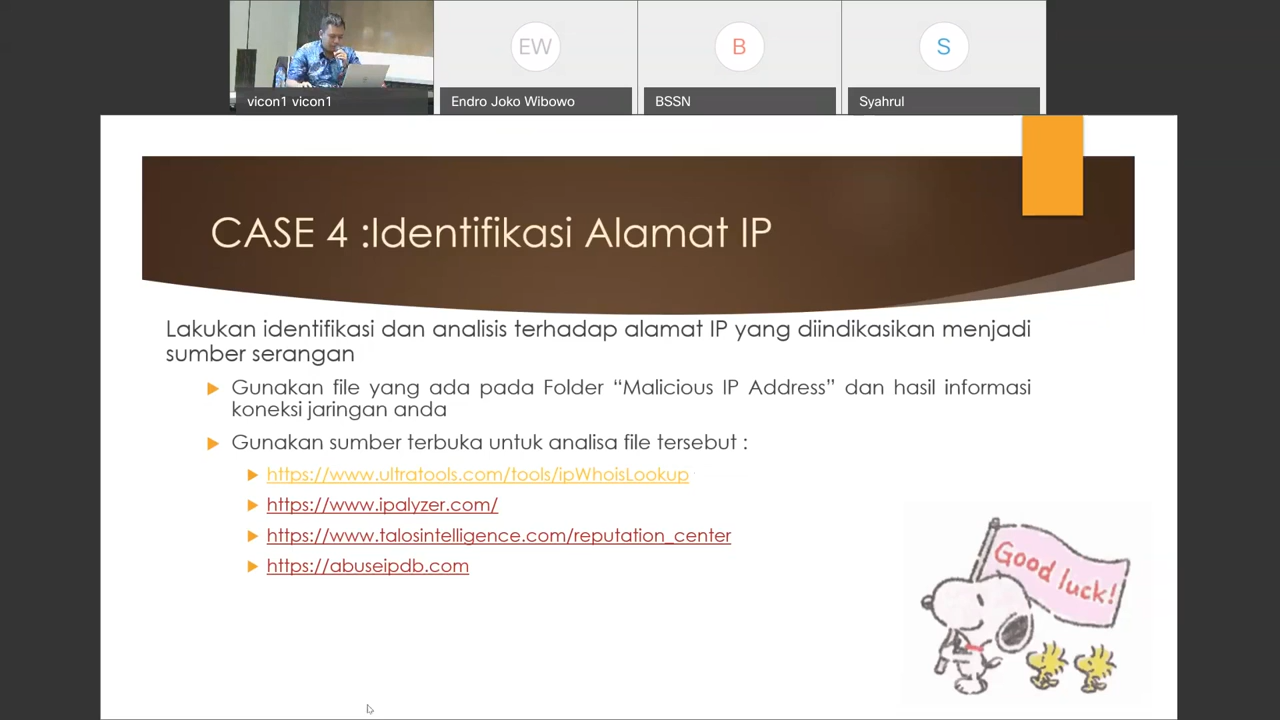 EW
B
S
vicon1 vicon1
Endro Joko Wibowo
BSSN
Syahrul
CASE 4 :Identifikasi Alamat IP
Lakukan identifikasi dan analisis terhadap alamat IP yang diindikasikan menjadi
sumber serangan
Gunakan file yang ada pada Folder “Malicious IP Address” dan hasil informasi
koneksi jaringan anda
Gunakan sumber terbuka untuk analisa file tersebut :
https://www.ultratools.com/tools/ipWhoisLookup
https://www.ipalyzer.com/
https://www.talosintelligence.com/reputation_center
https://abuseipdb.com
Good luck!